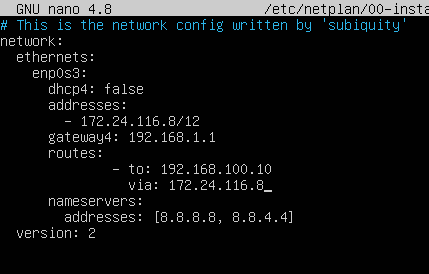 GNU nano 4.8 /etc/netplan/00-insta
# This is the network config written by 'subiquity'
network:
  ethernets:
    enp0s3:
      dhcp4: false
      addresses:
        - 172.24.116.8/12
      gateway4: 192.168.1.1
      routes:
              - to: 192.168.100.10
                via: 172.24.116.8_
      nameservers:
        addresses: [8.8.8.8, 8.8.4.4]
  version: 2